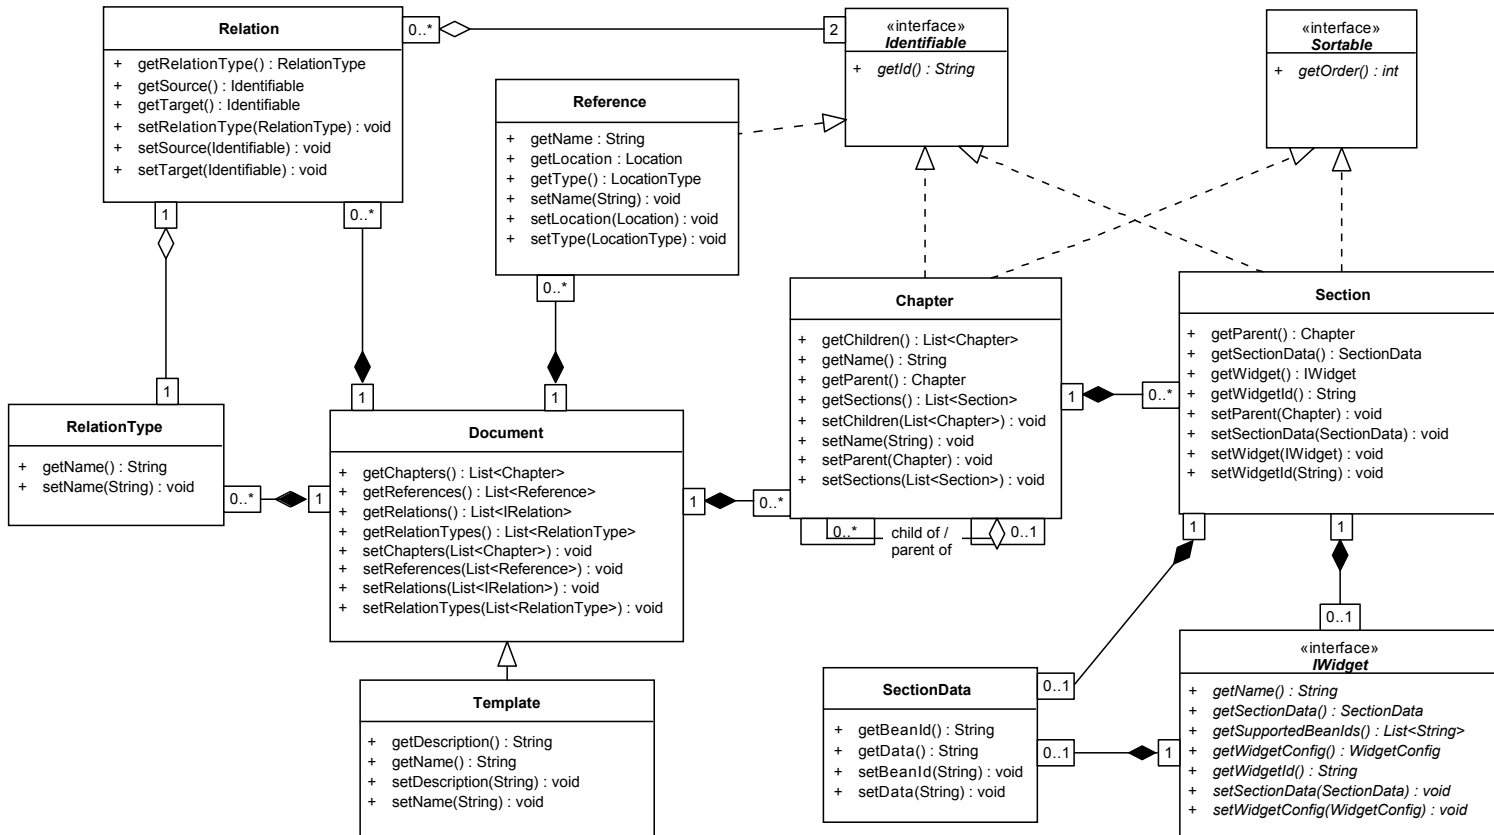 Relation
+ getRelationType() : RelationType
+ getSource() : Identifiable
+ getTarget() : Identifiable
+ setRelationType(RelationType) : void
+ setSource(Identifiable) : void
+ setTarget(Identifiable) : void
0..*
2
«interface»
Identifiable
+ getId() : String
«interface»
Sortable
+ getOrder() : int
Reference
+ getName : String
+ getLocation : Location
+ getType() : LocationType
+ setName(String) : void
+ setLocation(Location) : void
+ setType(LocationType) : void
1
0..*
0..*
1
1
1
RelationType
+ getName() : String
+ setName(String) : void
0..*
1
Document
+ getChapters() : List<Chapter>
+ getReferences() : List<Reference>
+ getRelations() : List<IRelation>
+ getRelationTypes() : List<RelationType>
+ setChapters(List<Chapter>) : void
+ setReferences(List<Reference>) : void
+ setRelations(List<IRelation>) : void
+ setRelationTypes(List<RelationType>) : void
1
0..*
Chapter
+ getChildren() : List<Chapter>
+ getName() : String
+ getParent() : Chapter
+ getSections() : List<Section>
+ setChildren(List<Chapter>) : void
+ setName(String) : void
+ setParent(Chapter) : void
+ setSections(List<Section>) : void
0..*
child of /
parent of
0..1
1
0..*
Section
+ getParent() : Chapter
+ getSectionData() : SectionData
+ getWidget() : IWidget
+ getWidgetId() : String
+ setParent(Chapter) : void
+ setSectionData(SectionData) : void
+ setWidget(IWidget) : void
+ setWidgetId(String) : void
1
1
0..1
0..1
Template
+ getDescription() : String
+ getName() : String
+ setDescription(String) : void
+ setName(String) : void
SectionData
+ getBeanId() : String
+ getData() : String
+ setBeanId(String) : void
+ setData(String) : void
0..1
1
«interface»
IWidget
+ getName() : String
+ getSectionData() : SectionData
+ getSupportedBeanIds() : List<String>
+ getWidgetConfig() : WidgetConfig
+ getWidgetId() : String
+ setSectionData(SectionData) : void
+ setWidgetConfig(WidgetConfig) : void